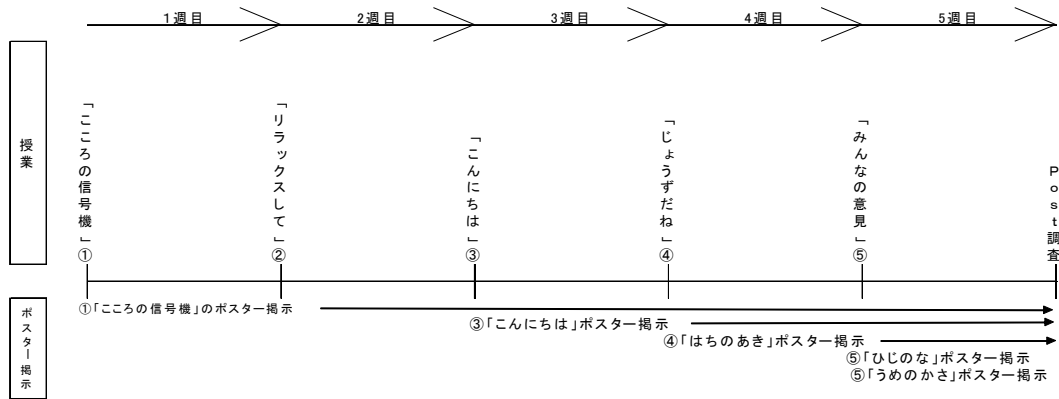 1週目
2週目
3週目
4週目
5週目
授業
「こころの信号機」①
「リラックスして」②
「こんにちは」③
「じょうずだね」④
「みんなの意見」⑤
Post調査
ポスター掲示
①「こころの信号機」のポスター掲示
③「こんにちは」ポスター掲示
④「はちのあき」ポスター掲示
⑤「ひじのな」ポスター掲示
⑤「うめのかさ」ポスター掲示